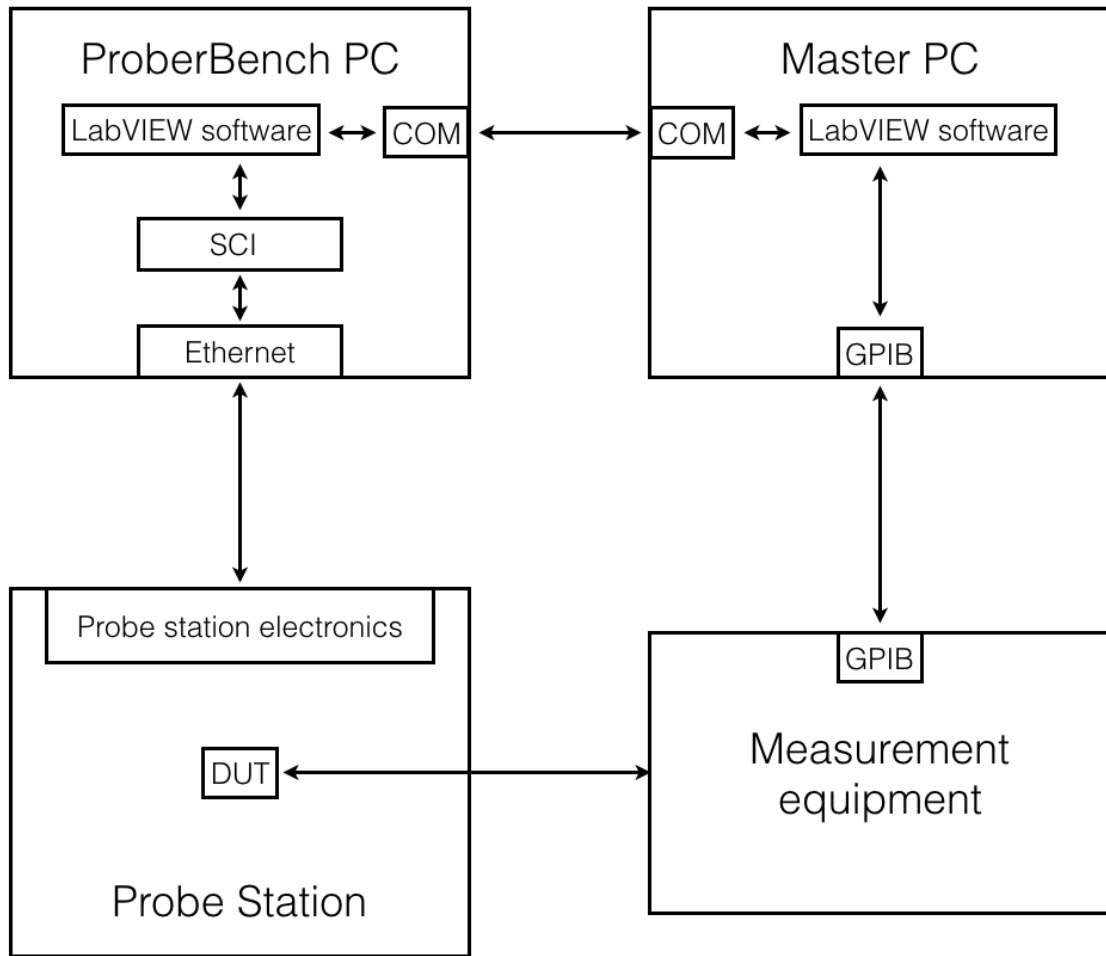 ProberBench PC
LabVIEW software
COM
SCI
Ethernet
Master PC
COM
LabVIEW software
GPIB
Probe station electronics
DUT
Probe Station
GPIB
Measurement
equipment